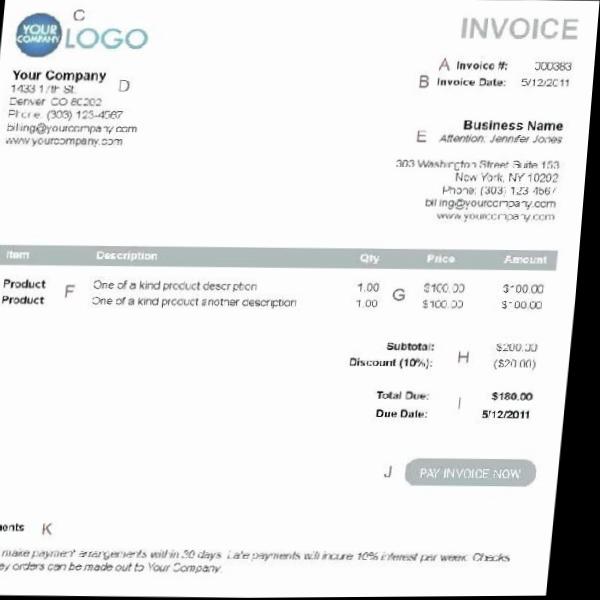 C
YOUR COMPANY LOGO
INVOICE
A Invoice #: 000383
B Invoice Date: 5/12/2011
Your Company D
1433 17th St.
Denver CO 80202
Phone: (303) 123-4567
billing@yourcompany.com
www.yourcompany.com
Business Name
E Attention: Jennifer Jones
303 Washington Street Suite 153
New York, NY 10202
Phone: (303) 123 4567
billing@yourcompany.com
www.yourcompany.com
Item Description Qty Price Amount
Product F One of a kind product description 1.00 G $100.00 $100.00
Product One of a kind product another description 1.00 $100.00 $100.00
Subtotal: $200.00
Discount (10%): H ($20.00)
Total Due: I $180.00
Due Date: 5/12/2011
J PAY INVOICE NOW
K
make payment arrangements within 30 days. Late payments will incure 10% interest per week. Checks
orders can be made out to Your Company.